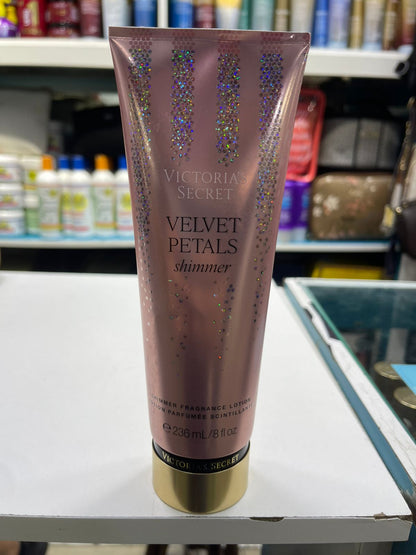 VICTORIA'S
SECRET
VELVET
PETALS
shimmer
SHIMMER FRAGRANCE LOTION
LOTION PARFUMÉE SCINTILLANTE
℮ 236 mL/8 fl oz
VICTORIA'S SECRET